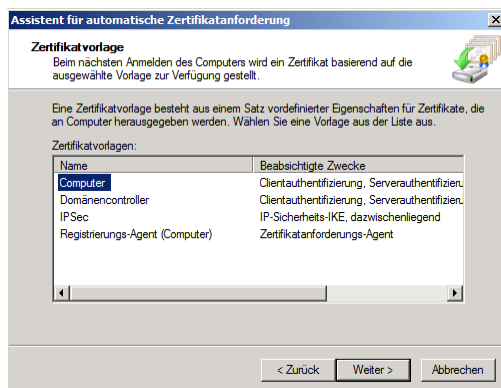 Assistent für automatische Zertifikatanforderung
Zertifikatvorlage
Beim nächsten Anmelden des Computers wird ein Zertifikat basierend auf die
ausgewählte Vorlage zur Verfügung gestellt.
Eine Zertifikatvorlage besteht aus einem Satz vordefinierter Eigenschaften für Zertifikate, die
an Computer herausgegeben werden. Wählen Sie eine Vorlage aus der Liste aus.
Zertifikatvorlagen:
Name Beabsichtigte Zwecke
Computer Clientauthentifizierung, Serverauthentifizieru
Domänencontroller Clientauthentifizierung, Serverauthentifizieru
IPSec IP-Sicherheits-IKE, dazwischenliegend
Registrierungs-Agent (Computer) Zertifikatanforderungs-Agent
< Zurück Weiter > Abbrechen